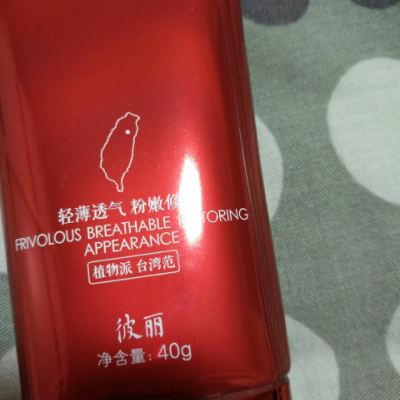 轻薄透气 粉嫩修
FRIVOLOUS BREATHABLE TORING
APPEARANCE
植物派 台湾范
彼丽
净含量: 40g